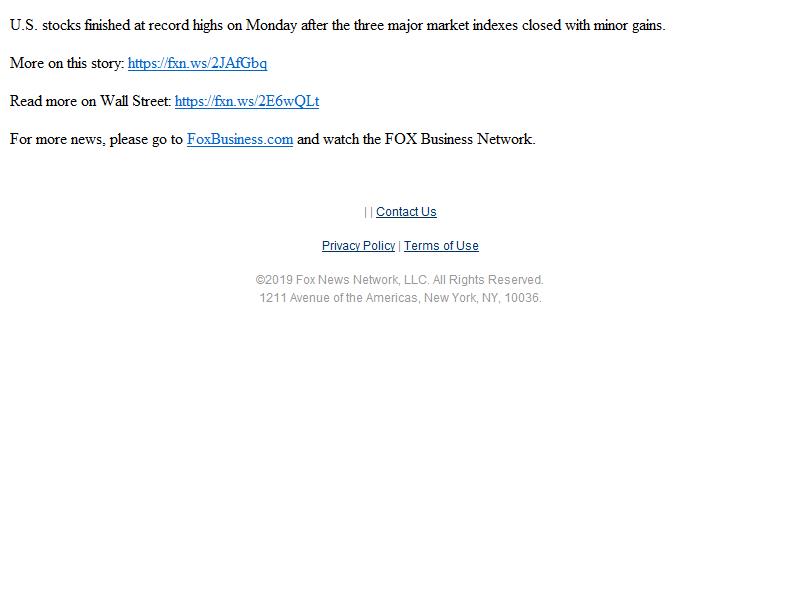 U.S. stocks finished at record highs on Monday after the three major market indexes closed with minor gains.
More on this story: https://fxn.ws/2JAfGbq
Read more on Wall Street: https://fxn.ws/2E6wQLt
For more news, please go to FoxBusiness.com and watch the FOX Business Network.
| | Contact Us
Privacy Policy | Terms of Use
©2019 Fox News Network, LLC. All Rights Reserved.
1211 Avenue of the Americas, New York, NY, 10036.